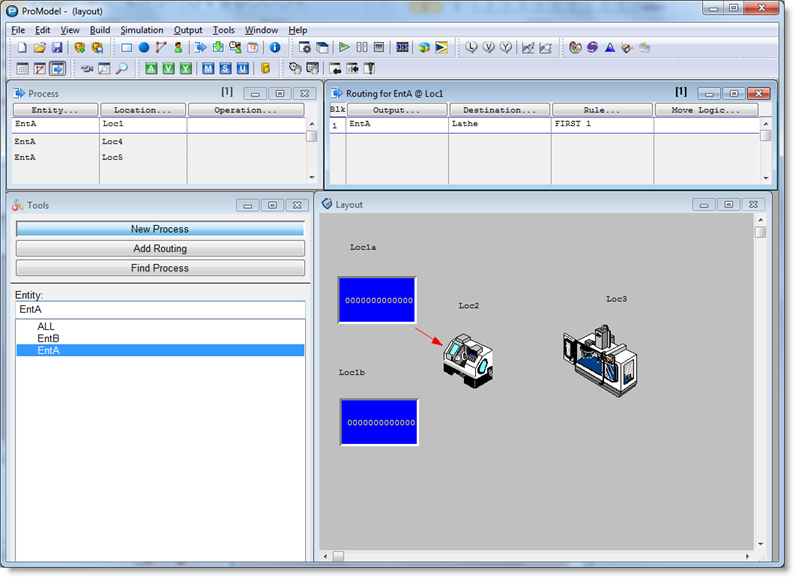 ProModel - (layout)
File Edit View Build Simulation Output Tools Window Help
Process [1]
Entity... Location... Operation...
EntA Loc1
EntA Loc4
EntA Loc5
Routing for EntA @ Loc1 [1]
Blk Output... Destination... Rule... Move Logic...
1 EntA Lathe FIRST 1
Tools
New Process
Add Routing
Find Process
Entity:
EntA
ALL
EntB
EntA
Layout
Loc1a
0000000000000
Loc2
Loc3
Loc1b
0000000000000